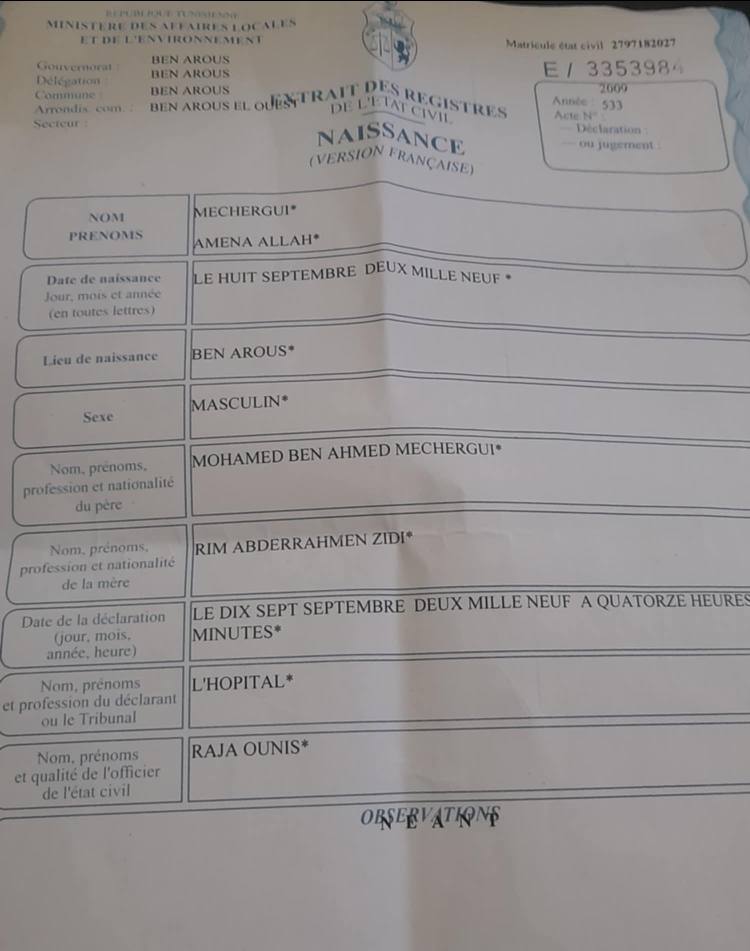 REPUBLIQUE TUNISIENNE
MINISTERE DES AFFAIRES LOCALES
ET DE L'ENVIRONNEMENT
Gouvernorat : BEN AROUS
Délégation : BEN AROUS
Commune : BEN AROUS
Arrondis. com. : BEN AROUS EL OUEST
Secteur :
Matricule état civil 2797182027
E / 3353984
2009
Année : 533
Acte N° :
— Déclaration :
— ou jugement :
EXTRAIT DES REGISTRES
DE L'ETAT CIVIL
NAISSANCE
(VERSION FRANÇAISE)
NOM
PRENOMS
MECHERGUI*
AMENA ALLAH*
Date de naissance
Jour, mois et année
(en toutes lettres)
LE HUIT SEPTEMBRE DEUX MILLE NEUF *
Lieu de naissance
BEN AROUS*
Sexe
MASCULIN*
Nom, prénoms,
profession et nationalité
du père
MOHAMED BEN AHMED MECHERGUI*
Nom, prénoms,
profession et nationalité
de la mère
RIM ABDERRAHMEN ZIDI*
Date de la déclaration
(jour, mois,
année, heure)
LE DIX SEPT SEPTEMBRE DEUX MILLE NEUF A QUATORZE HEURES
MINUTES*
Nom, prénoms
et profession du déclarant
ou le Tribunal
L'HOPITAL*
Nom, prénoms
et qualité de l'officier
de l'état civil
RAJA OUNIS*
OBSERVATIONS
N E A N T